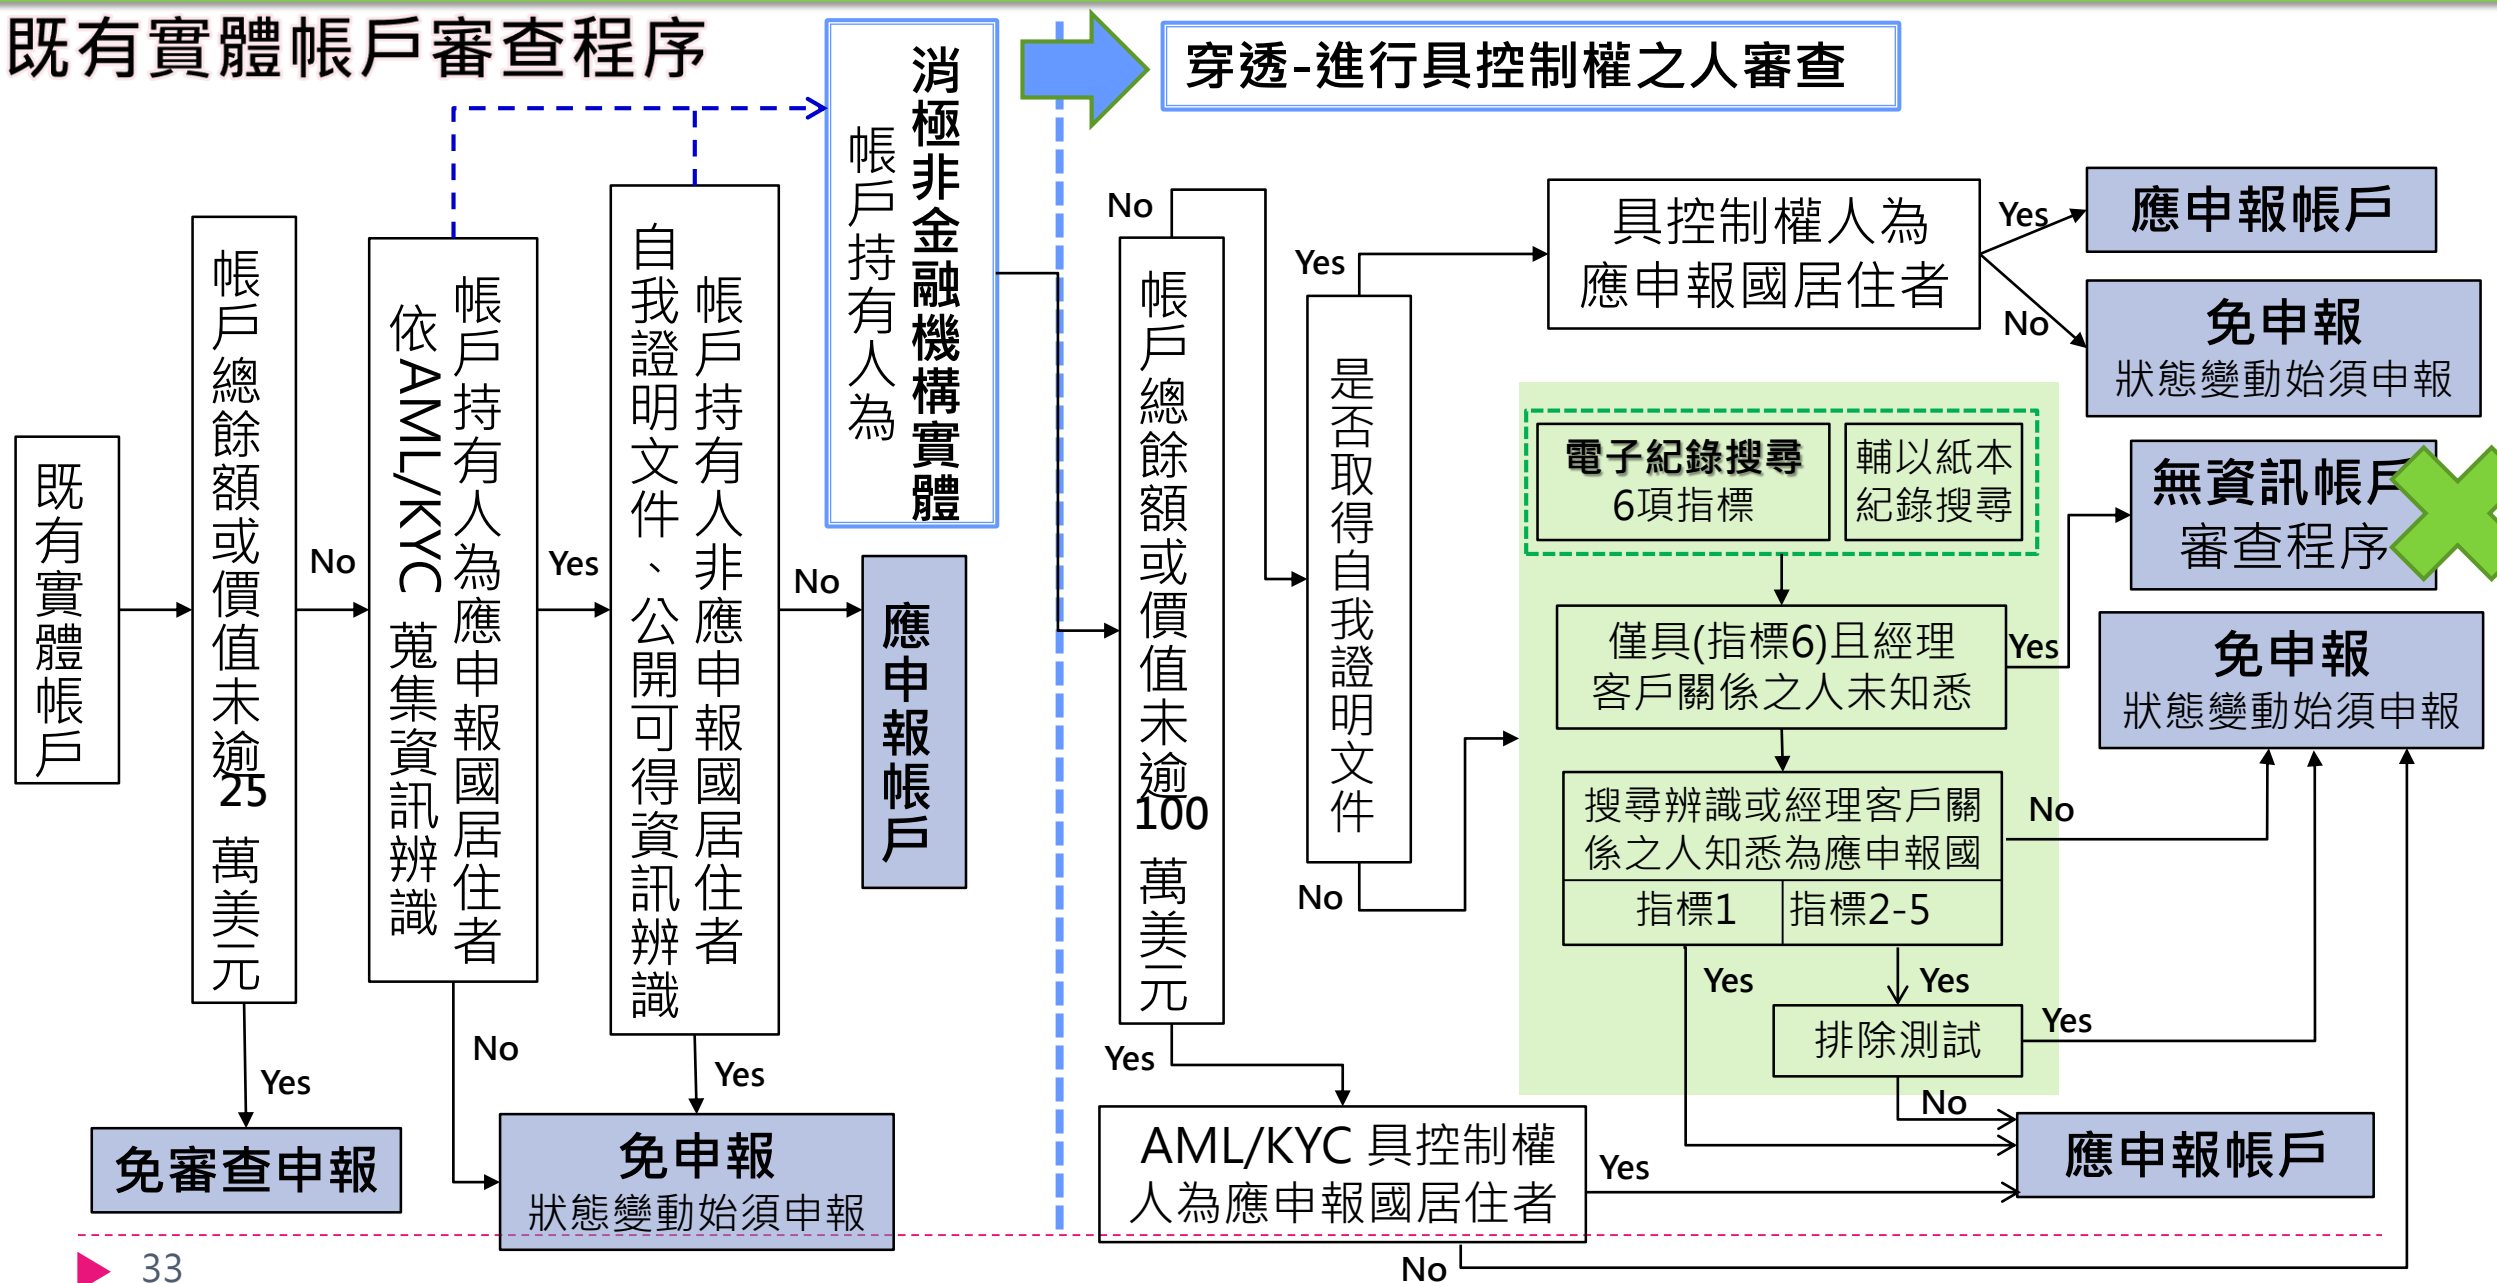 既有實體帳戶審查程序
消極非金融機構實體
帳戶持有人為
穿透-進行具控制權之人審查
既有實體帳戶
帳戶總餘額或價值未逾
25
萬美元
No
Yes
免審查申報
帳戶持有人為應申報國居住者
依AML/KYC 蒐集資訊辨識
Yes
No
帳戶持有人非應申報國居住者
自我證明文件、公開可得資訊辨識
No
Yes
應申報帳戶
免申報
狀態變動始須申報
帳戶總餘額或價值未逾
100
萬美元
No
Yes
是否取得自我證明文件
Yes
No
具控制權人為
應申報國居住者
Yes
No
應申報帳戶
免申報
狀態變動始須申報
電子紀錄搜尋
6項指標
輔以紙本
紀錄搜尋
僅具(指標6)且經理
客戶關係之人未知悉
Yes
無資訊帳戶
審查程序
搜尋辨識或經理客戶關
係之人知悉為應申報國
指標1
指標2-5
No
免申報
狀態變動始須申報
Yes
Yes
排除測試
Yes
No
AML/KYC 具控制權
人為應申報國居住者
Yes
No
應申報帳戶
33